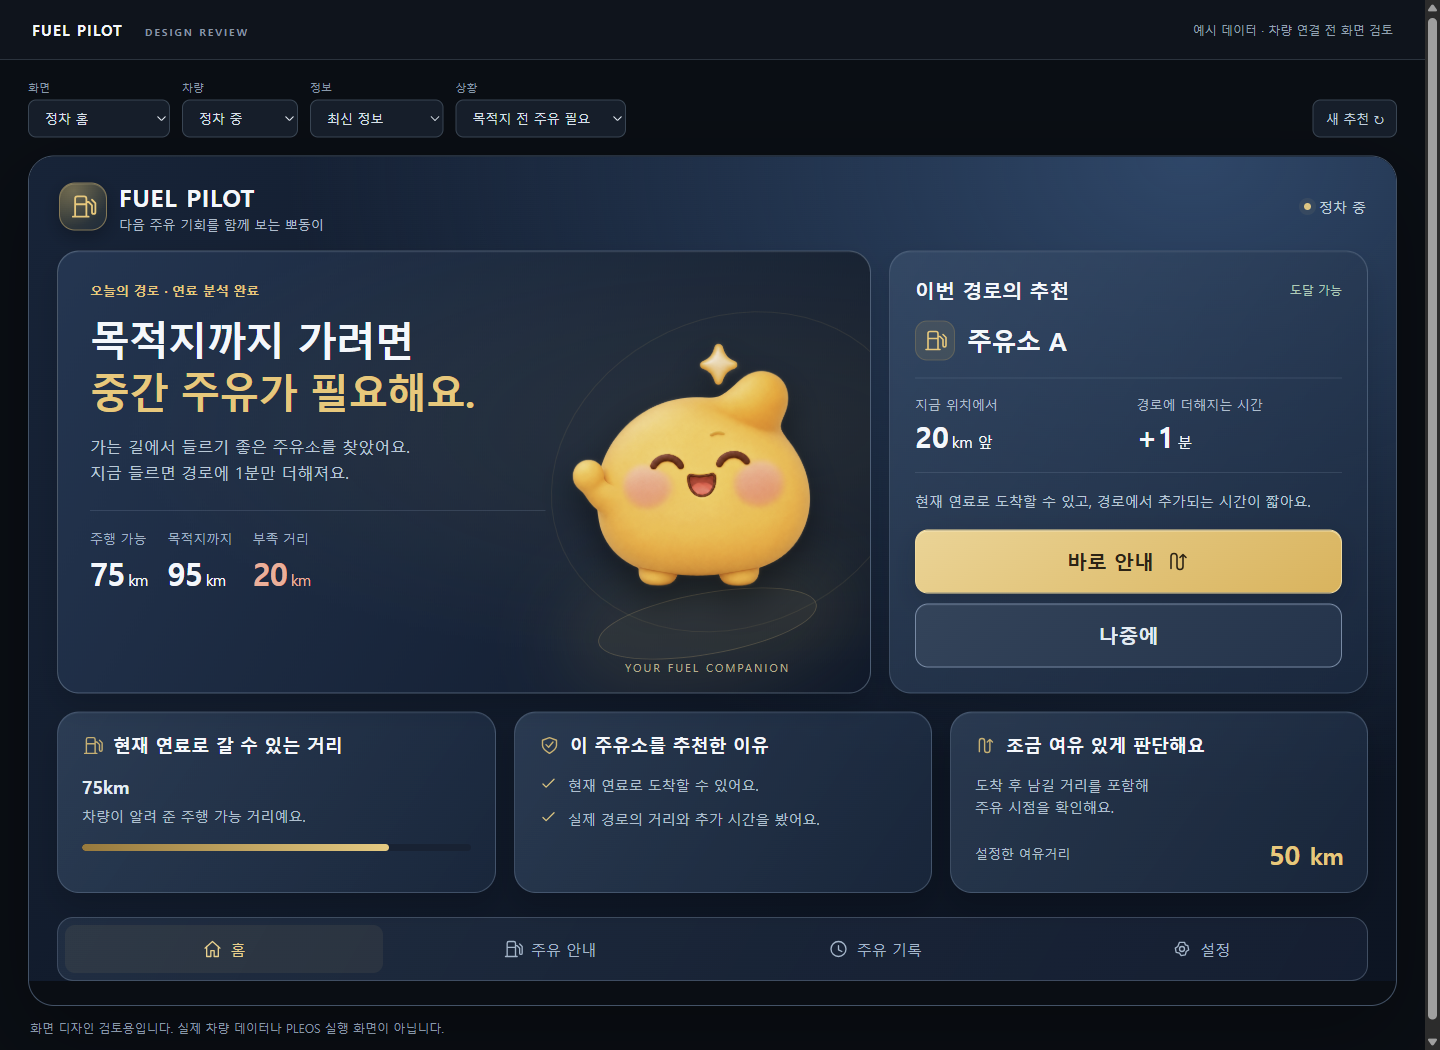 FUEL PILOT DESIGN REVIEW
예시 데이터 · 차량 연결 전 화면 검토
화면
차량
정보
상황
정차 홈
정차 중
최신 정보
목적지 전 주유 필요
새 추천 ↻
FUEL PILOT
다음 주유 기회를 함께 보는 뽀동이
정차 중
오늘의 경로 · 연료 분석 완료
목적지까지 가려면
중간 주유가 필요해요.
가는 길에서 들르기 좋은 주유소를 찾았어요.
지금 들르면 경로에 1분만 더해져요.
주행 가능
목적지까지
부족 거리
75 km
95 km
20 km
YOUR FUEL COMPANION
이번 경로의 추천
도달 가능
주유소 A
지금 위치에서
경로에 더해지는 시간
20 km 앞
+1 분
현재 연료로 도착할 수 있고, 경로에서 추가되는 시간이 짧아요.
바로 안내
나중에
현재 연료로 갈 수 있는 거리
75km
차량이 알려 준 주행 가능 거리예요.
이 주유소를 추천한 이유
현재 연료로 도착할 수 있어요.
실제 경로의 거리와 추가 시간을 봤어요.
조금 여유 있게 판단해요
도착 후 남길 거리를 포함해
주유 시점을 확인해요.
설정한 여유거리
50 km
홈
주유 안내
주유 기록
설정
화면 디자인 검토용입니다. 실제 차량 데이터나 PLEOS 실행 화면이 아닙니다.